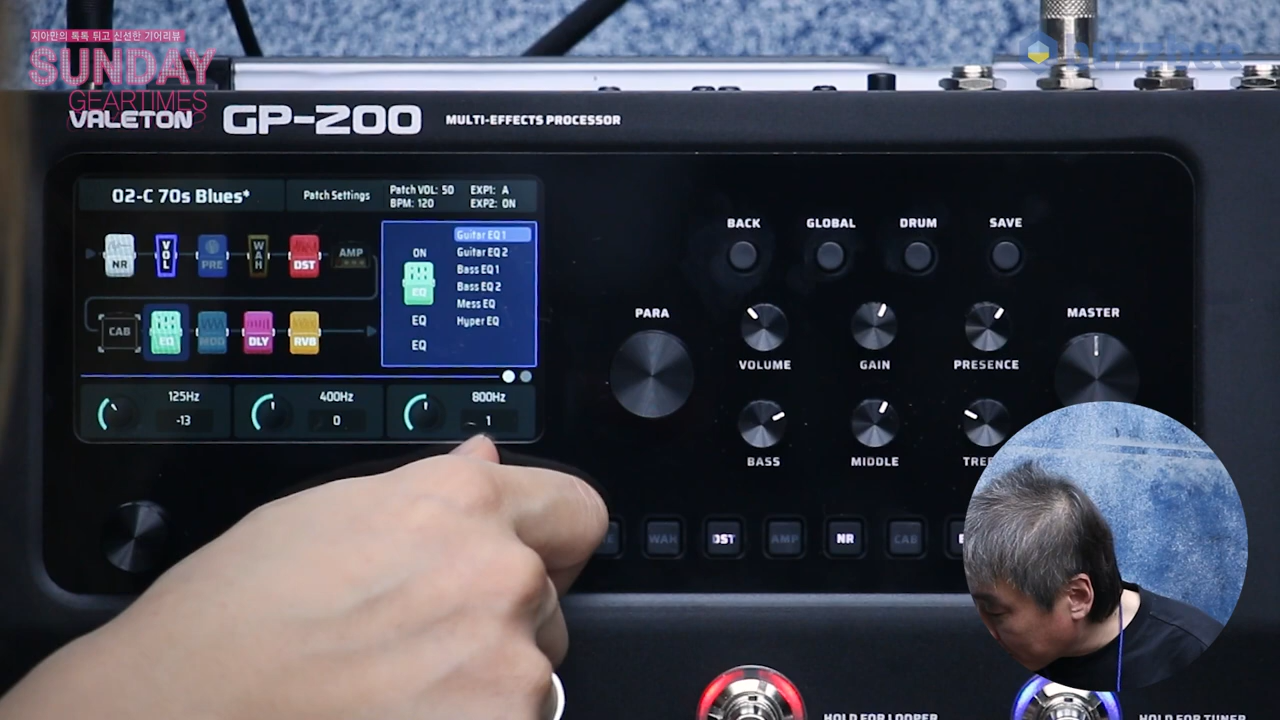 지아만의 톡톡 튀고 신선한 기어리뷰
SUNDAY
GEARTIMES
VALETON GP-200 MULTI-EFFECTS PROCESSOR
02-C 70s Blues*
Patch Settings
Patch VOL: 50 EXP1: A
BPM: 120 EXP2: ON
NR VOL PRE WAH DST AMP
CAB EQ MOD DLY RVB
ON
EQ
EQ
EQ
Guitar EQ 1
Guitar EQ 2
Bass EQ 1
Bass EQ 2
Mess EQ
Hyper EQ
125Hz 400Hz 800Hz
-13 0 1
BACK GLOBAL DRUM SAVE
PARA MASTER
VOLUME GAIN PRESENCE
BASS MIDDLE
WAH DST AMP NR CAB
HOLD FOR LOOPER HOLD FOR TUNER